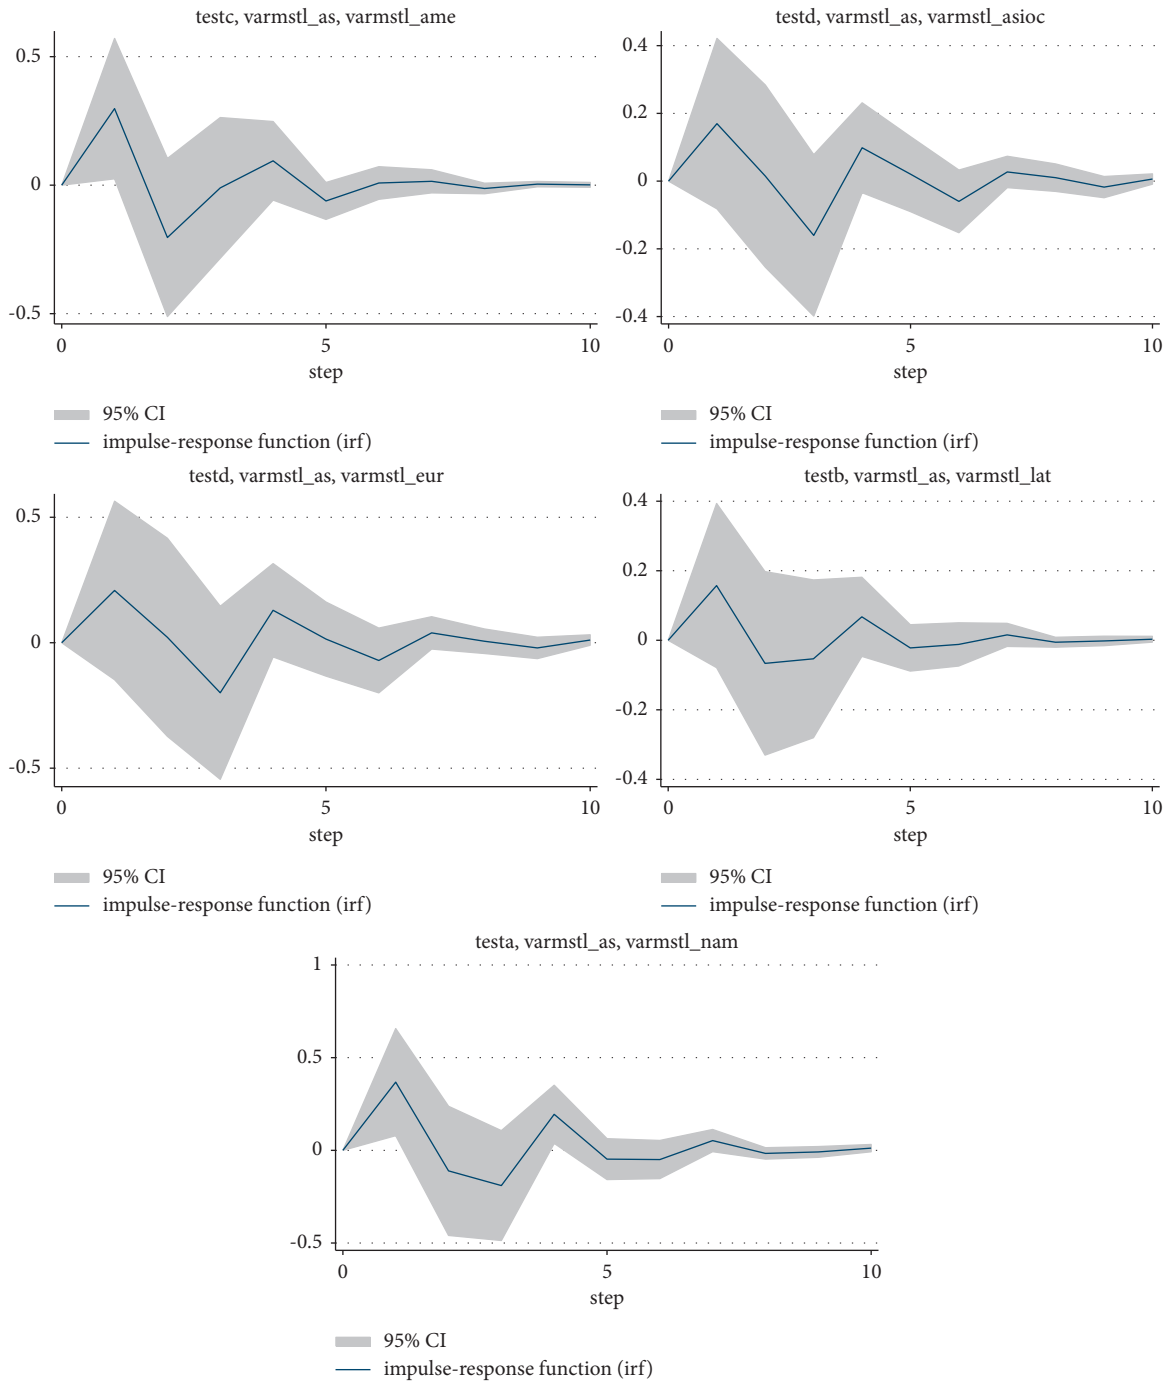 testc, varmstl_as, varmstl_ame
0.5
0
-0.5
0
5
10
step
95% CI
impulse-response function (irf)
testd, varmstl_as, varmstl_asioc
0.4
0.2
0
-0.2
-0.4
0
5
10
step
95% CI
impulse-response function (irf)
testd, varmstl_as, varmstl_eur
0.5
0
-0.5
0
5
10
step
95% CI
impulse-response function (irf)
testb, varmstl_as, varmstl_lat
0.4
0.2
0
-0.2
-0.4
0
5
10
step
95% CI
impulse-response function (irf)
testa, varmstl_as, varmstl_nam
1
0.5
0
-0.5
0
5
10
step
95% CI
impulse-response function (irf)